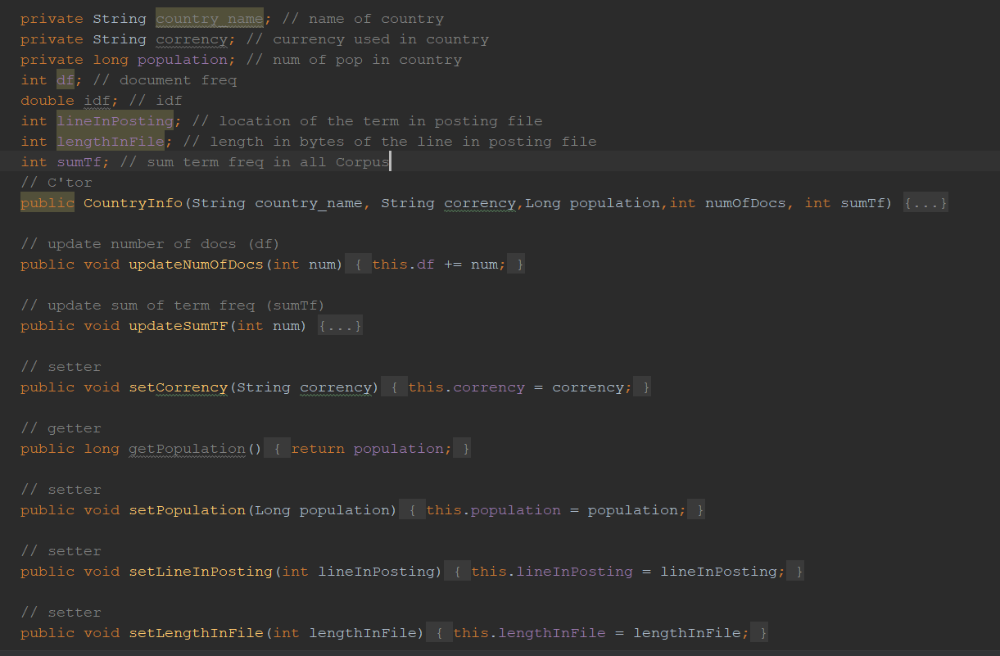 private String country_name; // name of country
private String corrency; // currency used in country
private long population; // num of pop in country
int df; // document freq
double idf; // idf
int lineInPosting; // location of the term in posting file
int lengthInFile; // length in bytes of the line in posting file
int sumTf; // sum term freq in all Corpus
// C'tor
public CountryInfo(String country_name, String corrency,Long population,int numOfDocs, int sumTf) {...}
// update number of docs (df)
public void updateNumOfDocs(int num) { this.df += num; }
// update sum of term freq (sumTf)
public void updateSumTF(int num) {...}
// setter
public void setCorrency(String corrency) { this.corrency = corrency; }
// getter
public long getPopulation() { return population; }
// setter
public void setPopulation(Long population) { this.population = population; }
// setter
public void setLineInPosting(int lineInPosting) { this.lineInPosting = lineInPosting; }
// setter
public void setLengthInFile(int lengthInFile) { this.lengthInFile = lengthInFile; }